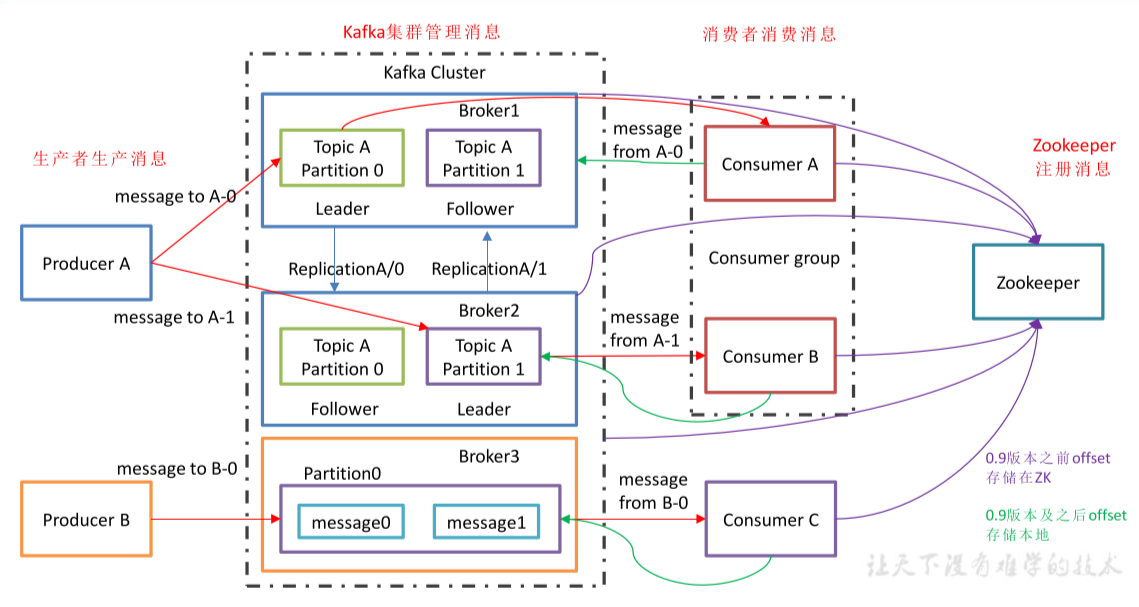 Kafka集群管理消息
消费者消费消息
Kafka Cluster
Broker1
Topic A
Partition 0
Topic A
Partition 1
Leader
Follower
message
from A-0
Consumer A
Zookeeper
注册消息
生产者生产消息
message to A-0
Producer A
message to A-1
ReplicationA/0
ReplicationA/1
Consumer group
Zookeeper
Broker2
Topic A
Partition 0
Topic A
Partition 1
Follower
Leader
message
from A-1
Consumer B
message to B-0
Producer B
Broker3
Partition0
message0
message1
message
from B-0
Consumer C
0.9版本之前offset
存储在ZK
0.9版本及之后offset
存储本地
让天下没有难学的技术